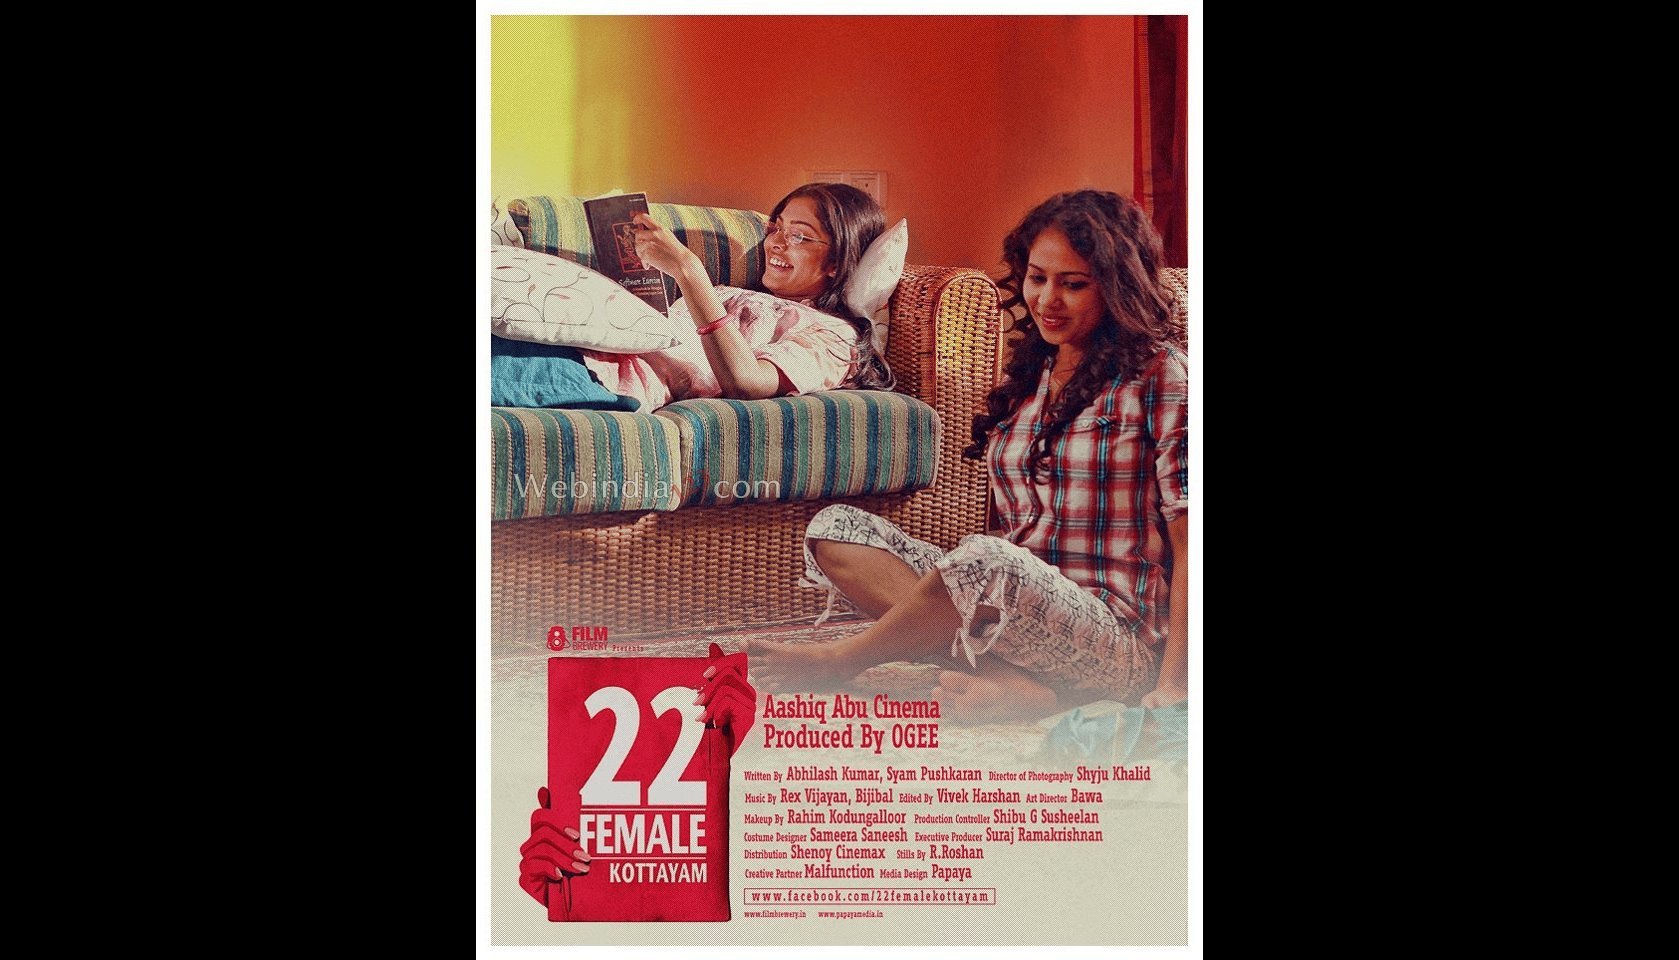 Software Exorcism
Webindia com
8 FILM
BREWERY Presents
22
FEMALE
KOTTAYAM
Aashiq Abu Cinema
Produced By OGEE
Written By Abhilash Kumar, Syam Pushkaran Director of Photography Shyju Khalid
Music By Rex Vijayan, Bijibal Edited By Vivek Harshan Art Director Bawa
Makeup By Rahim Kodungalloor Production Controller Shibu G Susheelan
Costume Designer Sameera Saneesh Executive Producer Suraj Ramakrishnan
Distribution Shenoy Cinemax Stills By R.Roshan
Creative Partner Malfunction Media Design Papaya
www.facebook.com/22femalekottayam
www.filmbrewery.in www.papayamedia.in